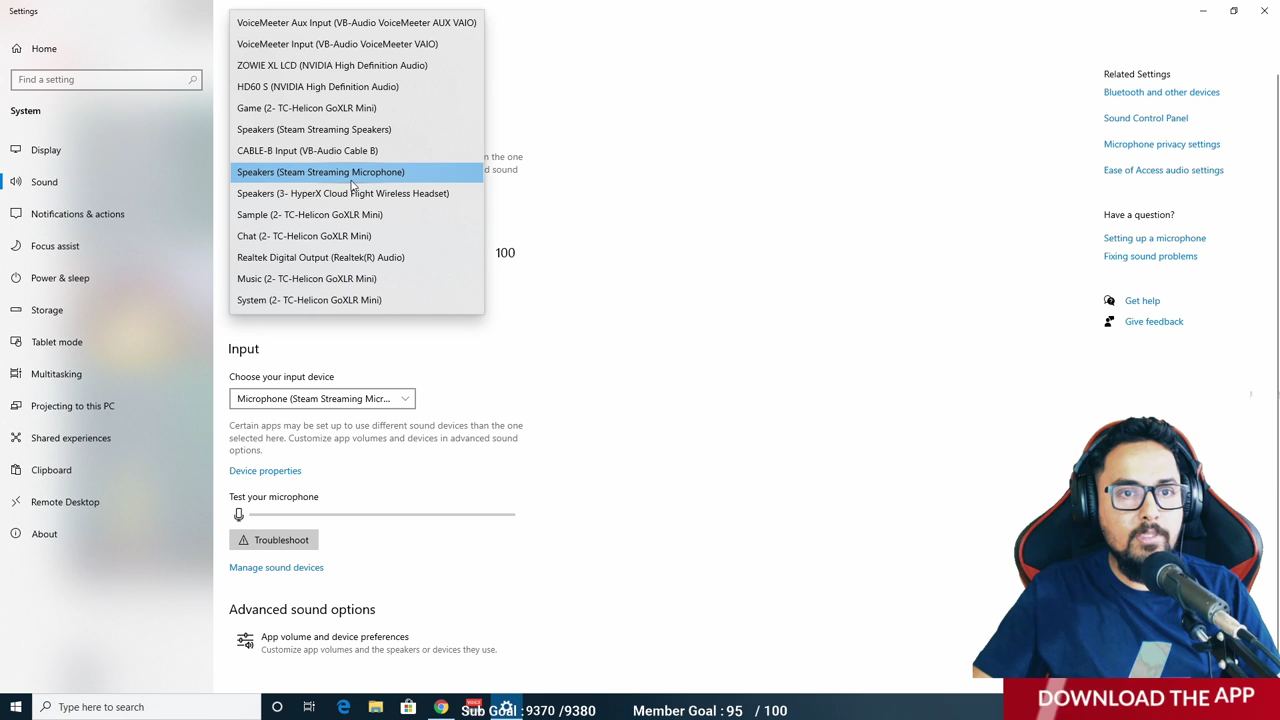 Settings
Home
Find a setting
System
Display
Sound
Notifications & actions
Focus assist
Power & sleep
Storage
Tablet mode
Multitasking
Projecting to this PC
Shared experiences
Clipboard
Remote Desktop
About
VoiceMeeter Aux Input (VB-Audio VoiceMeeter AUX VAIO)
VoiceMeeter Input (VB-Audio VoiceMeeter VAIO)
ZOWIE XL LCD (NVIDIA High Definition Audio)
HD60 S (NVIDIA High Definition Audio)
Game (2- TC-Helicon GoXLR Mini)
Speakers (Steam Streaming Speakers)
CABLE-B Input (VB-Audio Cable B)
Speakers (Steam Streaming Microphone)
Speakers (3- HyperX Cloud Flight Wireless Headset)
Sample (2- TC-Helicon GoXLR Mini)
Chat (2- TC-Helicon GoXLR Mini)
Realtek Digital Output (Realtek(R) Audio)
Music (2- TC-Helicon GoXLR Mini)
System (2- TC-Helicon GoXLR Mini)
n the one
d sound
100
Input
Choose your input device
Microphone (Steam Streaming Micr...
Certain apps may be set up to use different sound devices than the one
selected here. Customize app volumes and devices in advanced sound
options.
Device properties
Test your microphone
Troubleshoot
Manage sound devices
Advanced sound options
App volume and device preferences
Customize app volumes and the speakers or devices they use.
Related Settings
Bluetooth and other devices
Sound Control Panel
Microphone privacy settings
Ease of Access audio settings
Have a question?
Setting up a microphone
Fixing sound problems
Get help
Give feedback
Type here to search
Sub Goal : 9370 / 9380
Member Goal : 95 / 100
DOWNLOAD THE APP